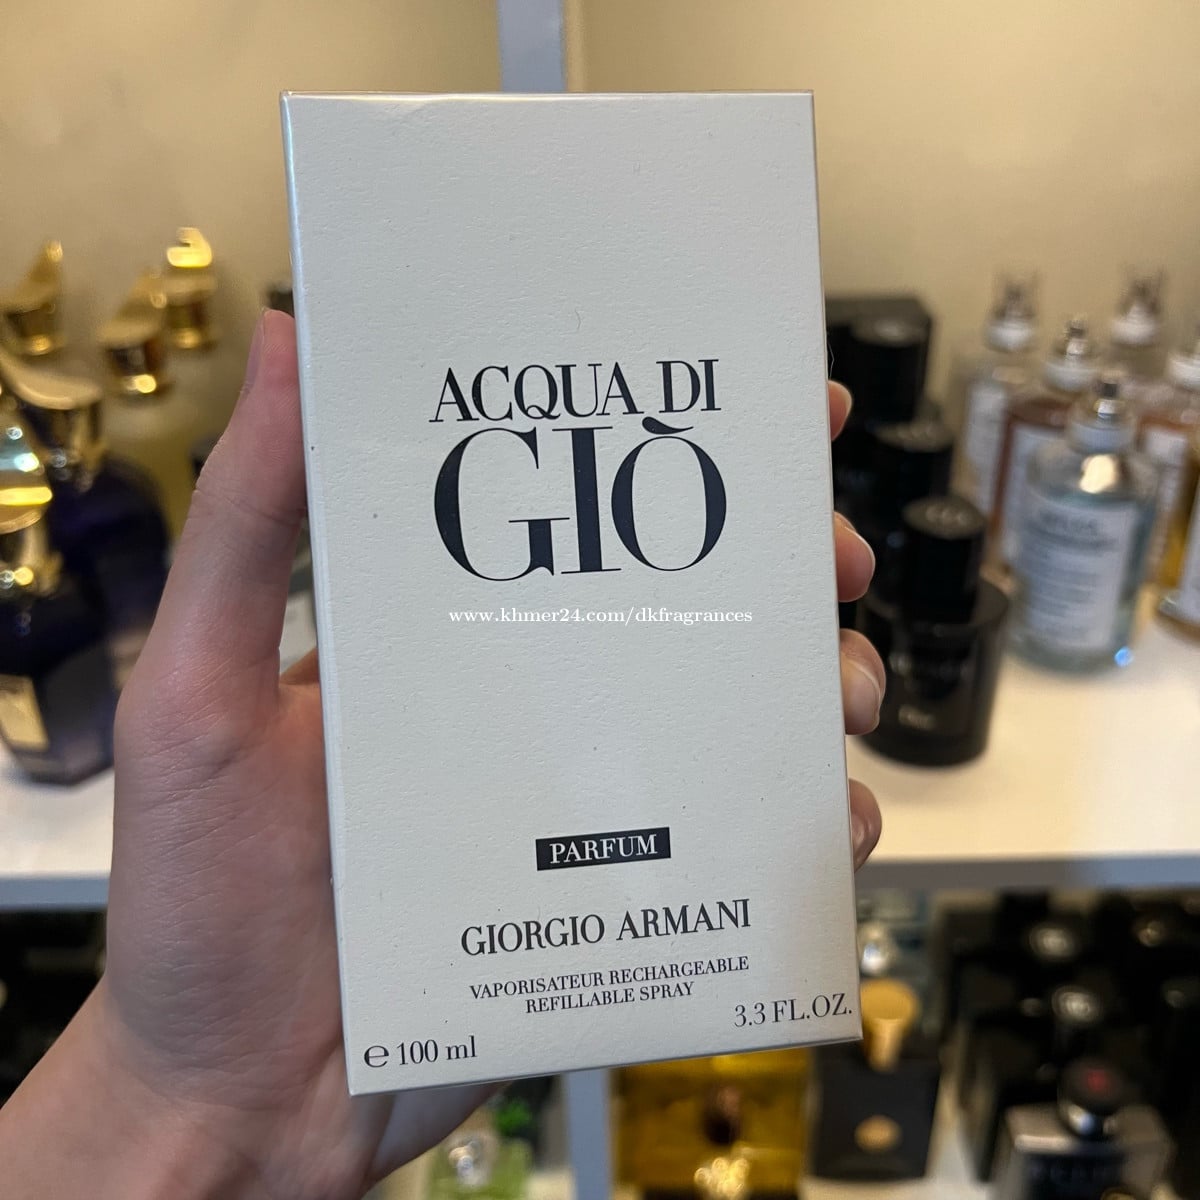 ACQUA DI
GIÒ
www.khmer24.com/dkfragrances
PARFUM
GIORGIO ARMANI
VAPORISATEUR RECHARGEABLE
REFILLABLE SPRAY
3.3 FL.OZ.
e 100 ml